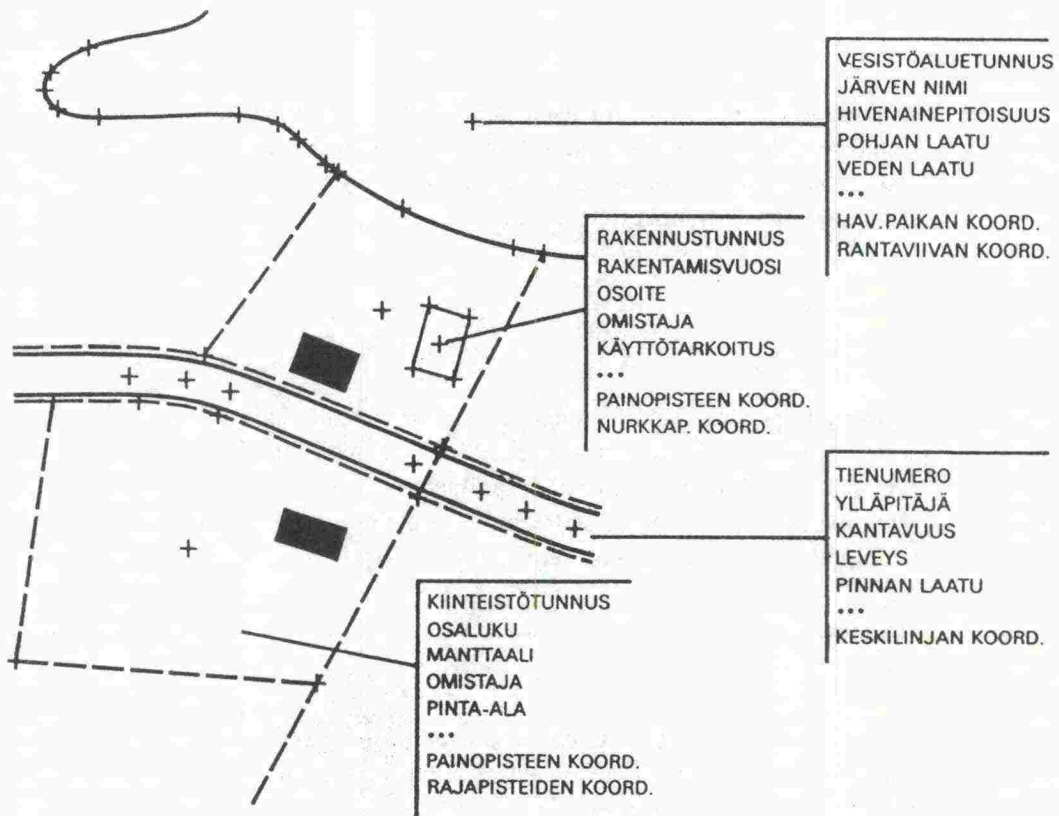 VESISTÖALUETUNNUS
JÄRVEN NIMI
HIVENAINEPITOISUUS
POHJAN LAATU
VEDEN LAATU
...
HAV.PAIKAN KOORD.
RANTAVIIVAN KOORD.
RAKENNUSTUNNUS
RAKENTAMISVUOSI
OSOITE
OMISTAJA
KÄYTTÖTARKOITUS
...
PAINOPISTEEN KOORD.
NURKKAP. KOORD.
TIENUMERO
YLLÄPITÄJÄ
KANTAVUUS
LEVEYS
PINNAN LAATU
...
KESKILINJAN KOORD.
KIINTEISTÖTUNNUS
OSALUKU
MANTTAALI
OMISTAJA
PINTA-ALA
...
PAINOPISTEEN KOORD.
RAJAPISTEIDEN KOORD.